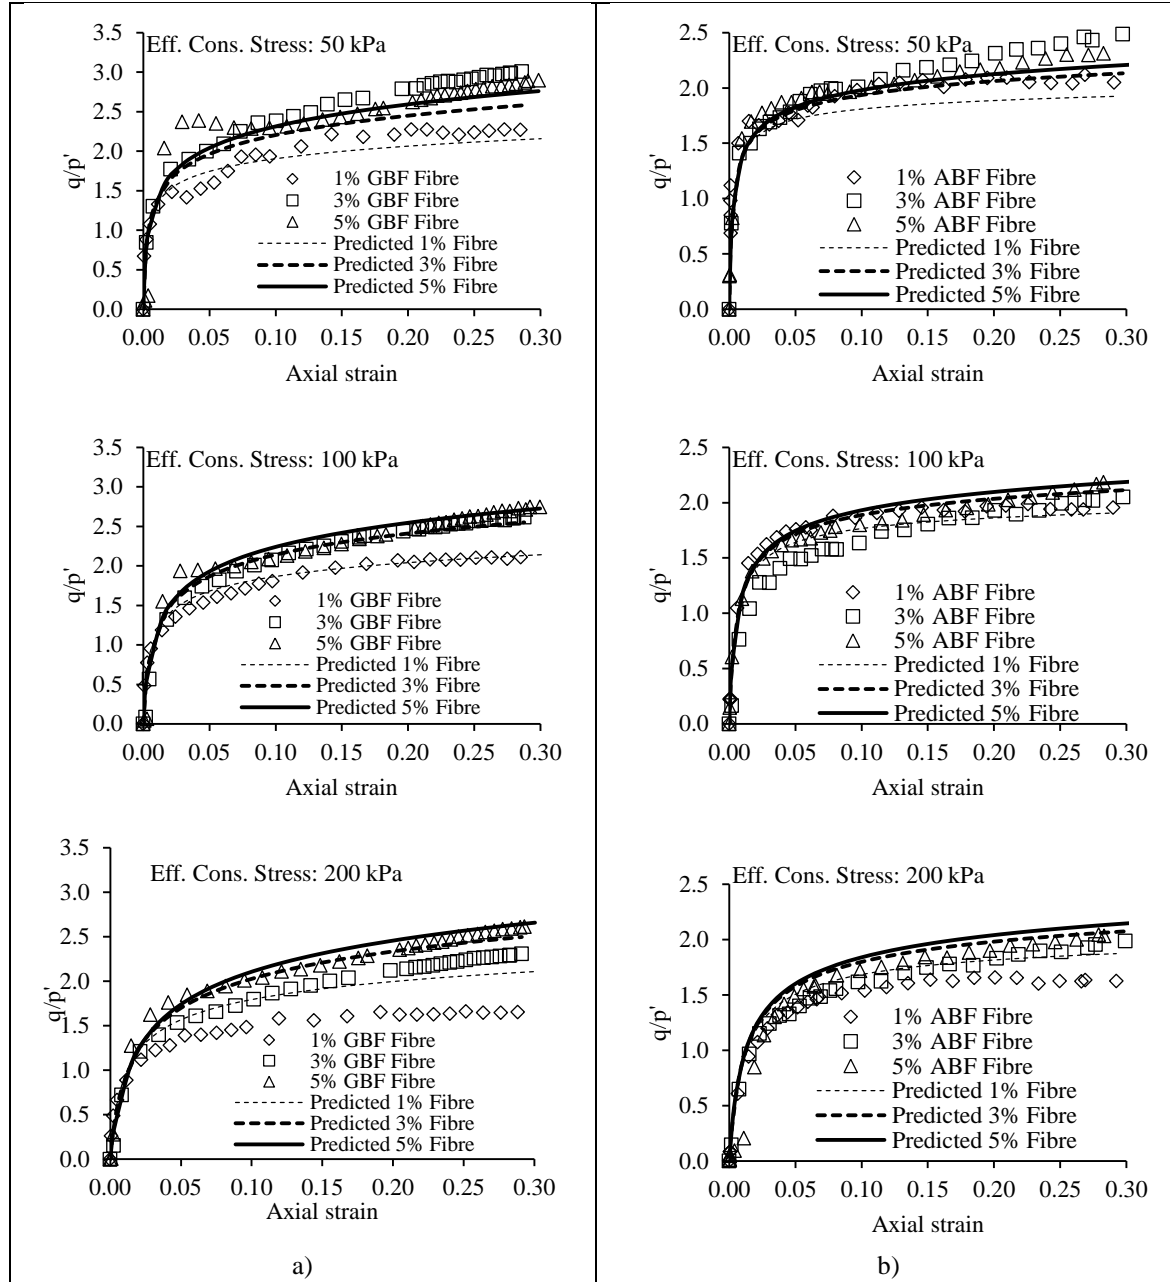 Eff. Cons. Stress: 50 kPa
q/p'
3.5
3.0
2.5
2.0
1.5
1.0
0.5
0.0
1% GBF Fibre
3% GBF Fibre
5% GBF Fibre
Predicted 1% Fibre
Predicted 3% Fibre
Predicted 5% Fibre
0.00 0.05 0.10 0.15 0.20 0.25 0.30
Axial strain
Eff. Cons. Stress: 100 kPa
q/p'
3.5
3.0
2.5
2.0
1.5
1.0
0.5
0.0
1% GBF Fibre
3% GBF Fibre
5% GBF Fibre
Predicted 1% Fibre
Predicted 3% Fibre
Predicted 5% Fibre
0.00 0.05 0.10 0.15 0.20 0.25 0.30
Axial strain
Eff. Cons. Stress: 200 kPa
q/p'
3.5
3.0
2.5
2.0
1.5
1.0
0.5
0.0
1% GBF Fibre
3% GBF Fibre
5% GBF Fibre
Predicted 1% Fibre
Predicted 3% Fibre
Predicted 5% Fibre
0.00 0.05 0.10 0.15 0.20 0.25 0.30
Axial strain
a)
Eff. Cons. Stress: 50 kPa
q/p'
2.5
2.0
1.5
1.0
0.5
0.0
1% ABF Fibre
3% ABF Fibre
5% ABF Fibre
Predicted 1% Fibre
Predicted 3% Fibre
Predicted 5% Fibre
0.00 0.05 0.10 0.15 0.20 0.25 0.30
Axial strain
Eff. Cons. Stress: 100 kPa
q/p'
2.5
2.0
1.5
1.0
0.5
0.0
1% ABF Fibre
3% ABF Fibre
5% ABF Fibre
Predicted 1% Fibre
Predicted 3% Fibre
Predicted 5% Fibre
0.00 0.05 0.10 0.15 0.20 0.25 0.30
Axial strain
Eff. Cons. Stress: 200 kPa
q/p'
2.5
2.0
1.5
1.0
0.5
0.0
1% ABF Fibre
3% ABF Fibre
5% ABF Fibre
Predicted 1% Fibre
Predicted 3% Fibre
Predicted 5% Fibre
0.00 0.05 0.10 0.15 0.20 0.25 0.30
Axial strain
b)